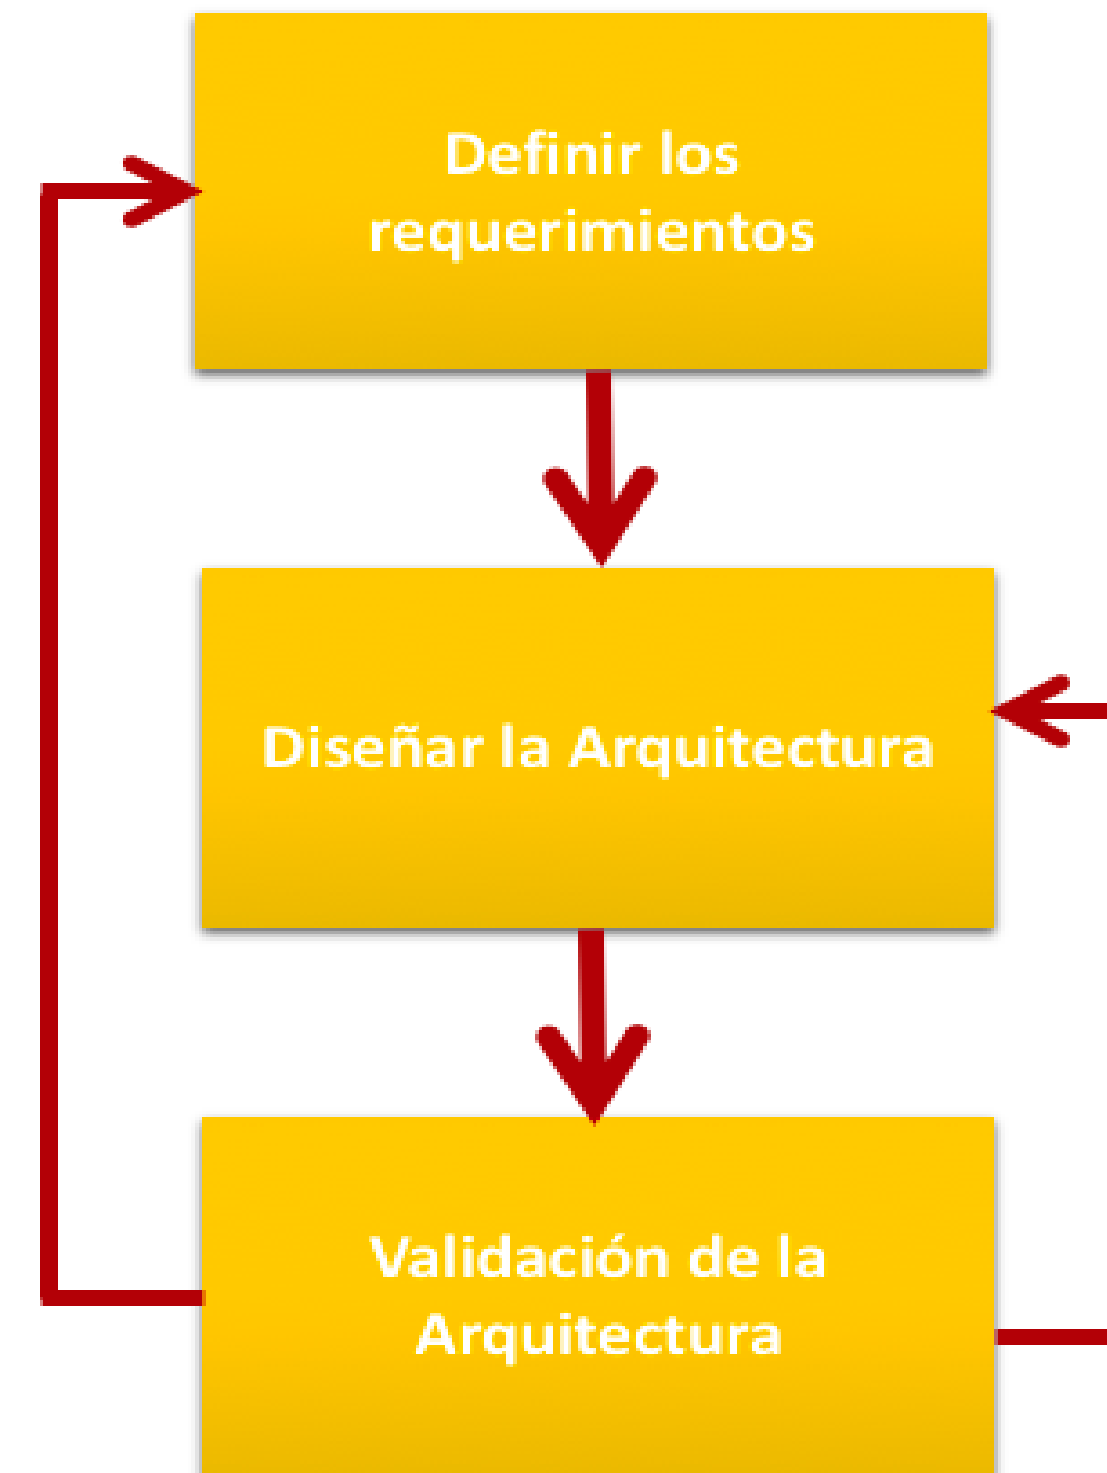 Definir los
requerimientos
Diseñar la Arquitectura
Validación de la
Arquitectura